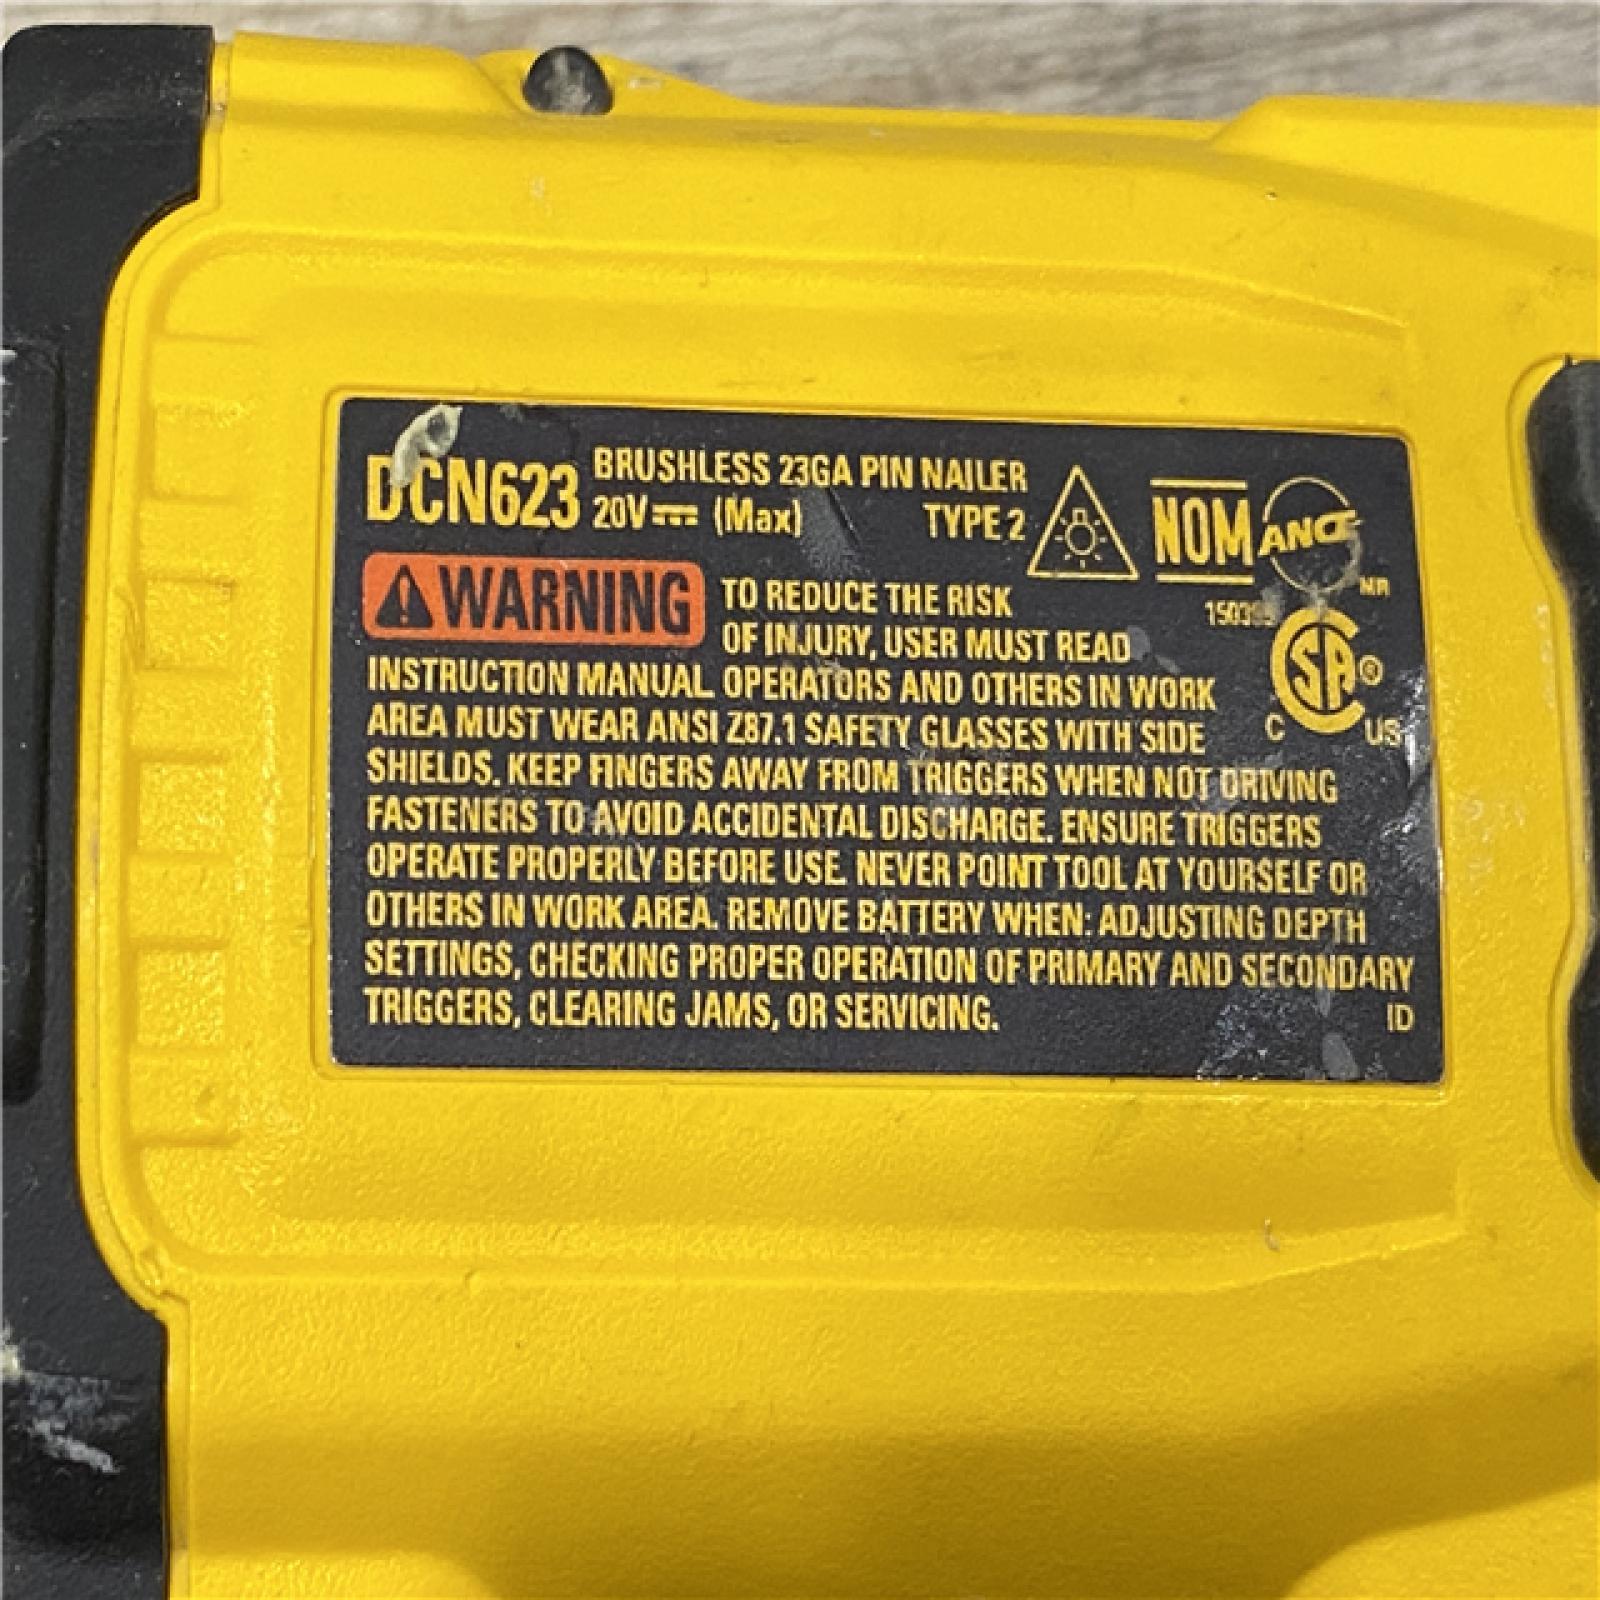 DCN623 BRUSHLESS 23GA PIN NAILER
20V⎓ (Max) TYPE 2
NOM ANCE
MR
WARNING TO REDUCE THE RISK
OF INJURY, USER MUST READ
INSTRUCTION MANUAL. OPERATORS AND OTHERS IN WORK
AREA MUST WEAR ANSI Z87.1 SAFETY GLASSES WITH SIDE
SHIELDS. KEEP FINGERS AWAY FROM TRIGGERS WHEN NOT DRIVING
FASTENERS TO AVOID ACCIDENTAL DISCHARGE. ENSURE TRIGGERS
OPERATE PROPERLY BEFORE USE. NEVER POINT TOOL AT YOURSELF OR
OTHERS IN WORK AREA. REMOVE BATTERY WHEN: ADJUSTING DEPTH
SETTINGS, CHECKING PROPER OPERATION OF PRIMARY AND SECONDARY
TRIGGERS, CLEARING JAMS, OR SERVICING.
SA ®
C US
ID